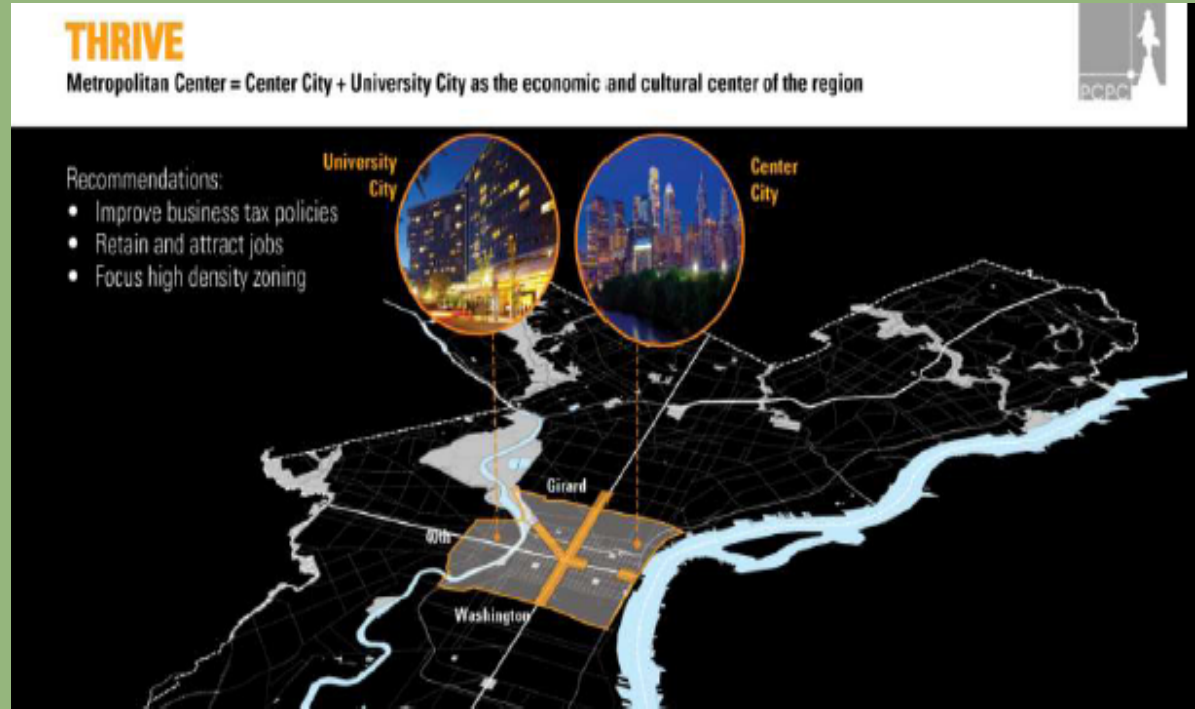 THRIVE
Metropolitan Center = Center City + University City as the economic and cultural center of the region
PCPC
Recommendations:
• Improve business tax policies
• Retain and attract jobs
• Focus high density zoning
University
City
Center
City
Girard
40th
Washington